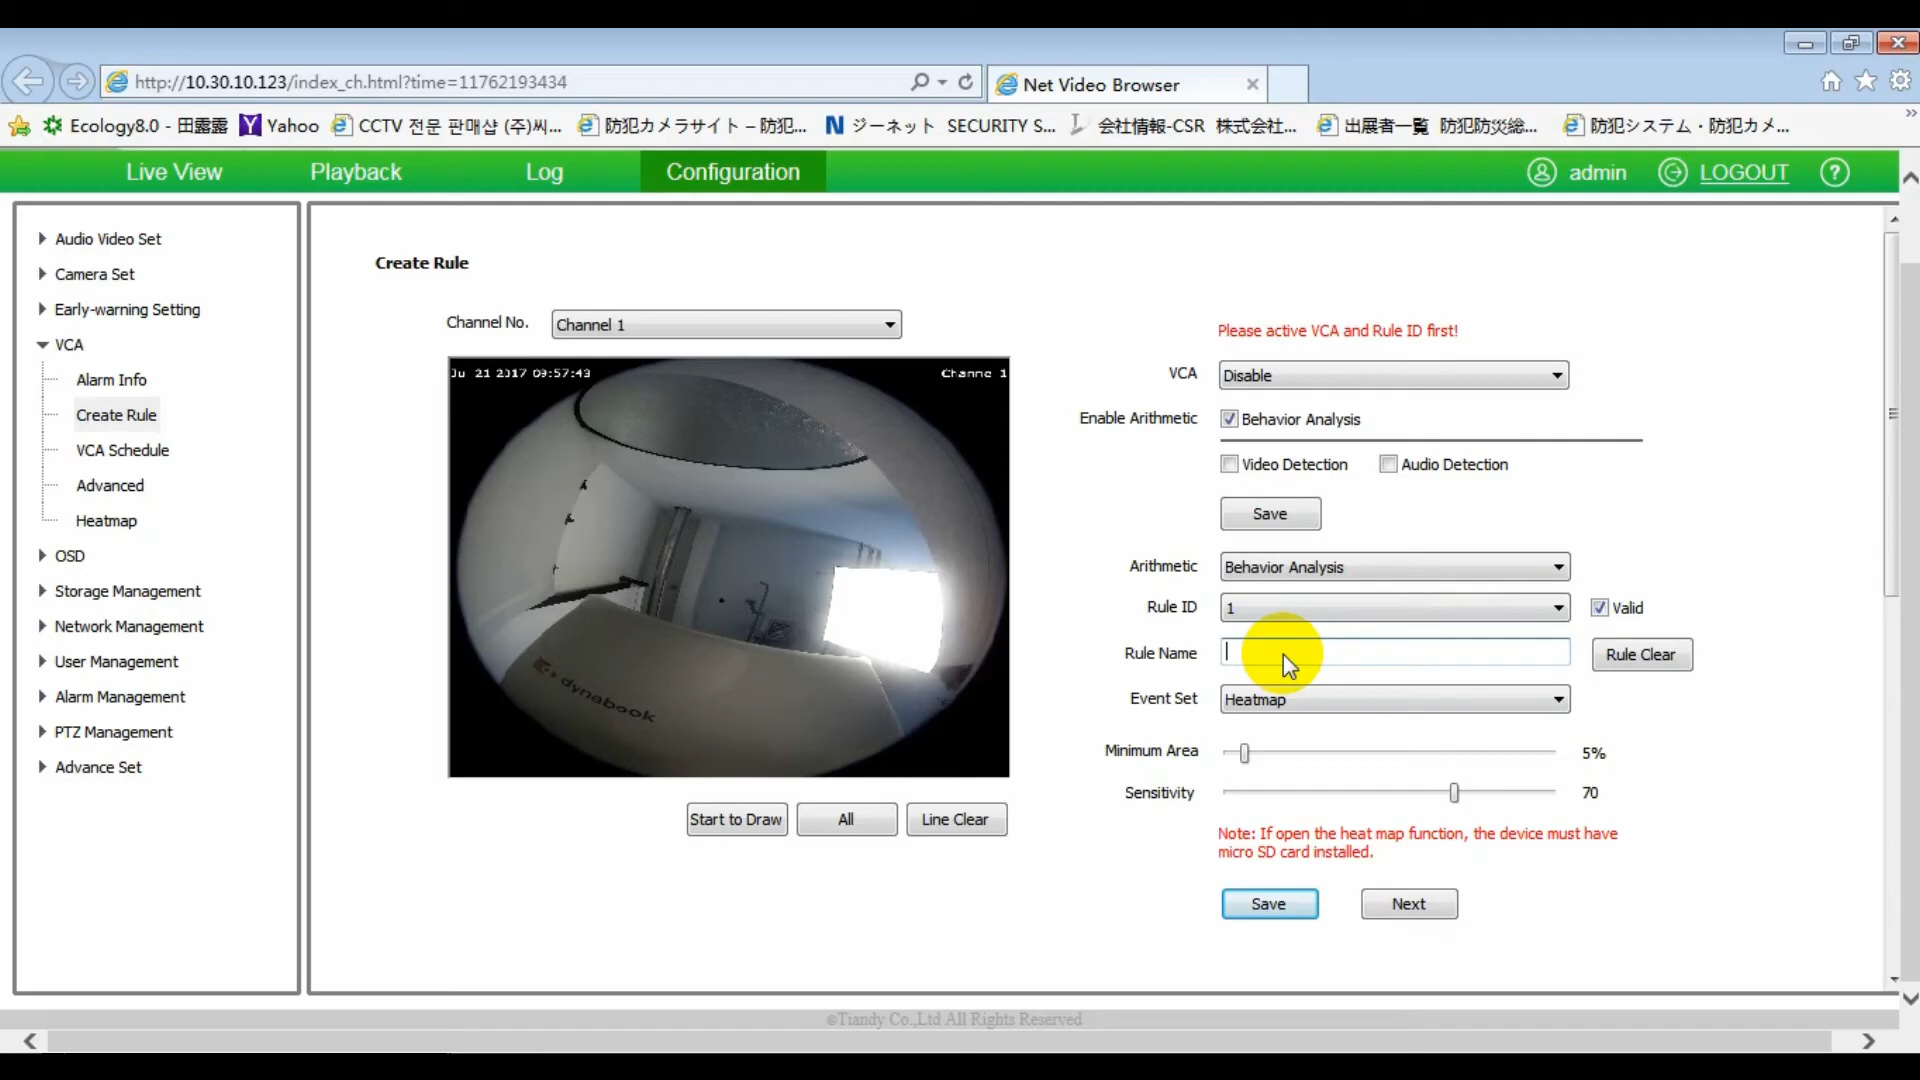 http://10.30.10.123/index_ch.html?time=11762193434
Net Video Browser
Ecology8.0 - 田露露
Yahoo
CCTV 전문 판매샵 (주)씨...
防犯カメラサイト – 防犯...
ジーネット SECURITY S...
会社情報-CSR 株式会社...
出展者一覧 防犯防災総...
防犯システム・防犯カメ...
Live View
Playback
Log
Configuration
admin
LOGOUT
?
Audio Video Set
Camera Set
Early-warning Setting
VCA
Alarm Info
Create Rule
VCA Schedule
Advanced
Heatmap
OSD
Storage Management
Network Management
User Management
Alarm Management
PTZ Management
Advance Set
Create Rule
Channel No.
Channel 1
Ju 21 2017 09:57:43
Channe 1
dynabook
Start to Draw
All
Line Clear
Please active VCA and Rule ID first!
VCA
Disable
Enable Arithmetic
Behavior Analysis
Video Detection
Audio Detection
Save
Arithmetic
Behavior Analysis
Rule ID
1
Valid
Rule Name
Rule Clear
Event Set
Heatmap
Minimum Area
5%
Sensitivity
70
Note: If open the heat map function, the device must have
micro SD card installed.
Save
Next
©Tiandy Co.,Ltd All Rights Reserved